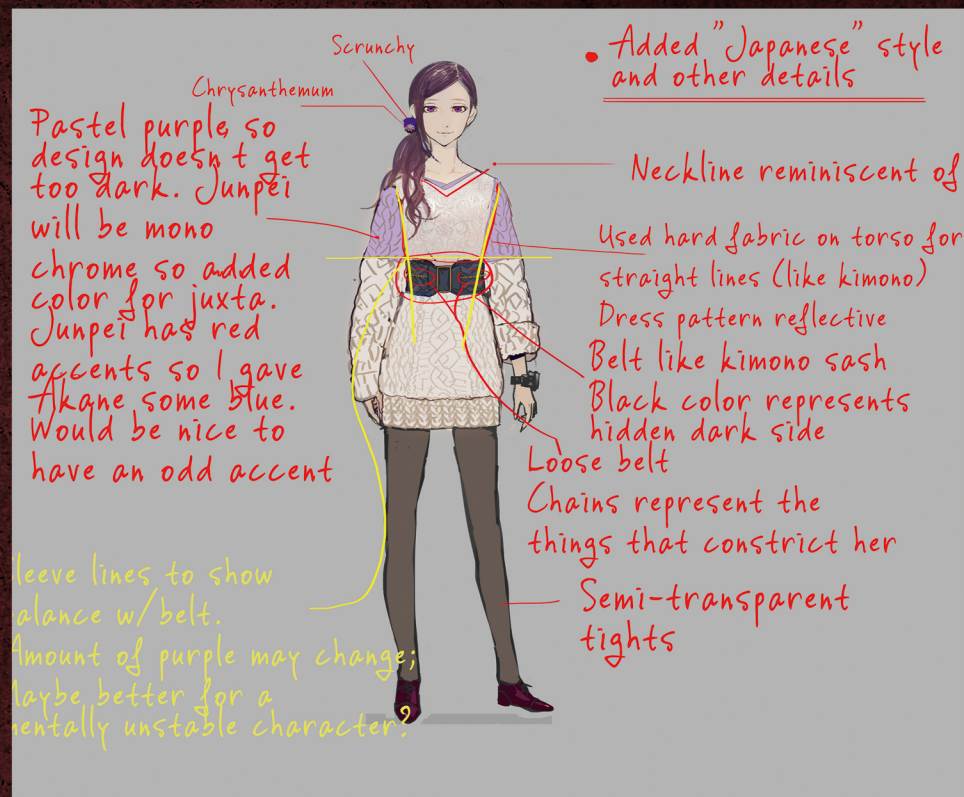 Scrunchy
Chrysanthemum
• Added "Japanese" style
and other details
Pastel purple, so
design doesn't get
too dark. Junpei
will be mono
chrome so added
color for juxta.
Junpei has red
accents so I gave
Akane some blue.
Would be nice to
have an odd accent
Neckline reminiscent of
Used hard fabric on torso for
straight lines (like kimono)
Dress pattern reflective
Belt like kimono sash
Black color represents
hidden dark side
Loose belt
Chains represent the
things that constrict her
Semi-transparent
tights
leeve lines to show
alance w/belt.
Amount of purple may change;
Maybe better for a
mentally unstable character?